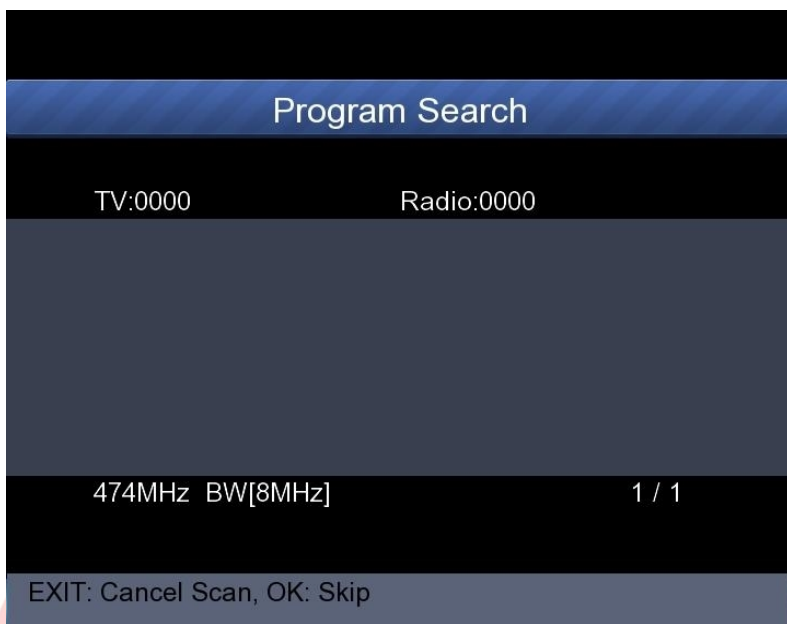 Program Search
TV:0000 Radio:0000
474MHz BW[8MHz] 1 / 1
EXIT: Cancel Scan, OK: Skip